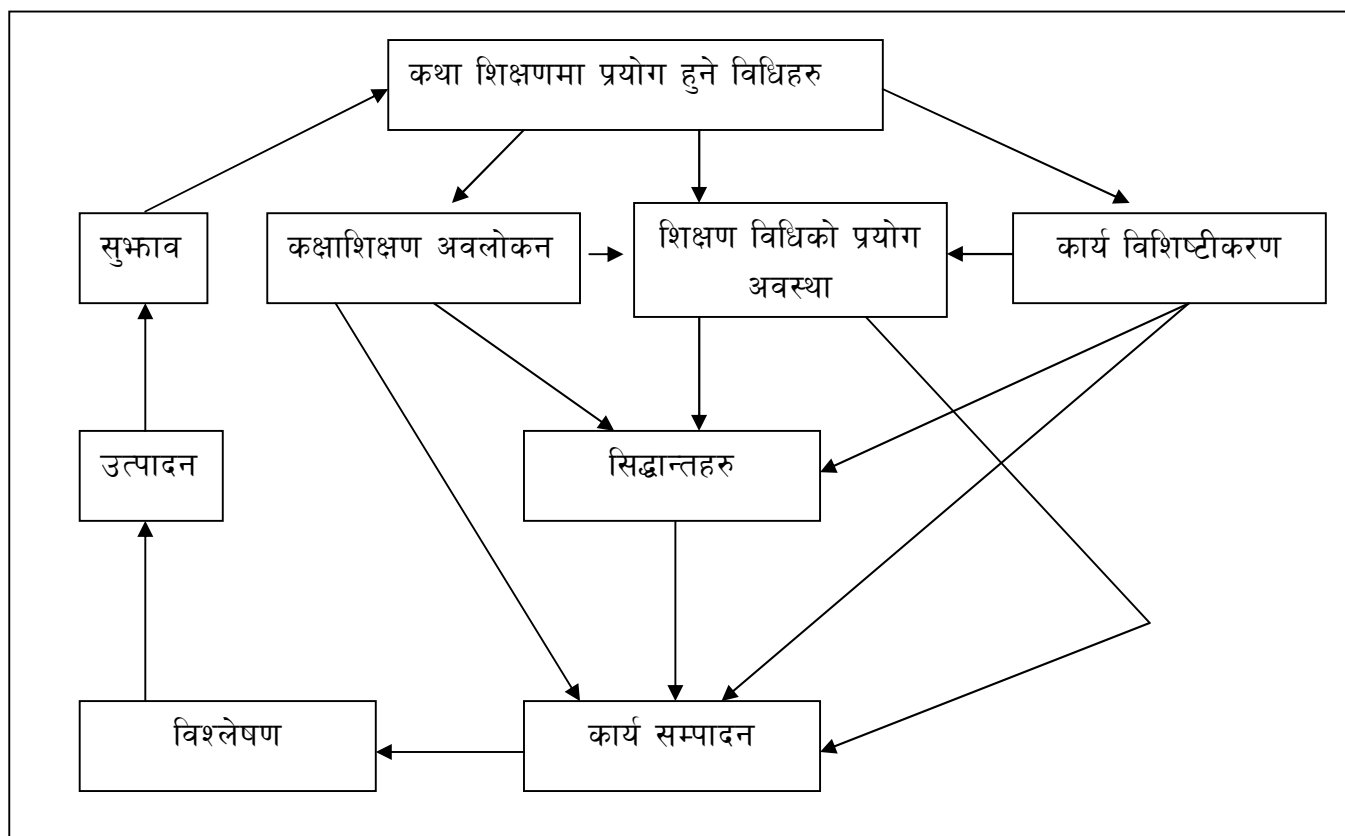 कथा शिक्षणमा प्रयोग हुने विधिहरु
सुझाव
कक्षाशिक्षण अवलोकन
शिक्षण विधिको प्रयोग
अवस्था
कार्य विशिष्टीकरण
उत्पादन
सिद्धान्तहरु
विश्लेषण
कार्य सम्पादन